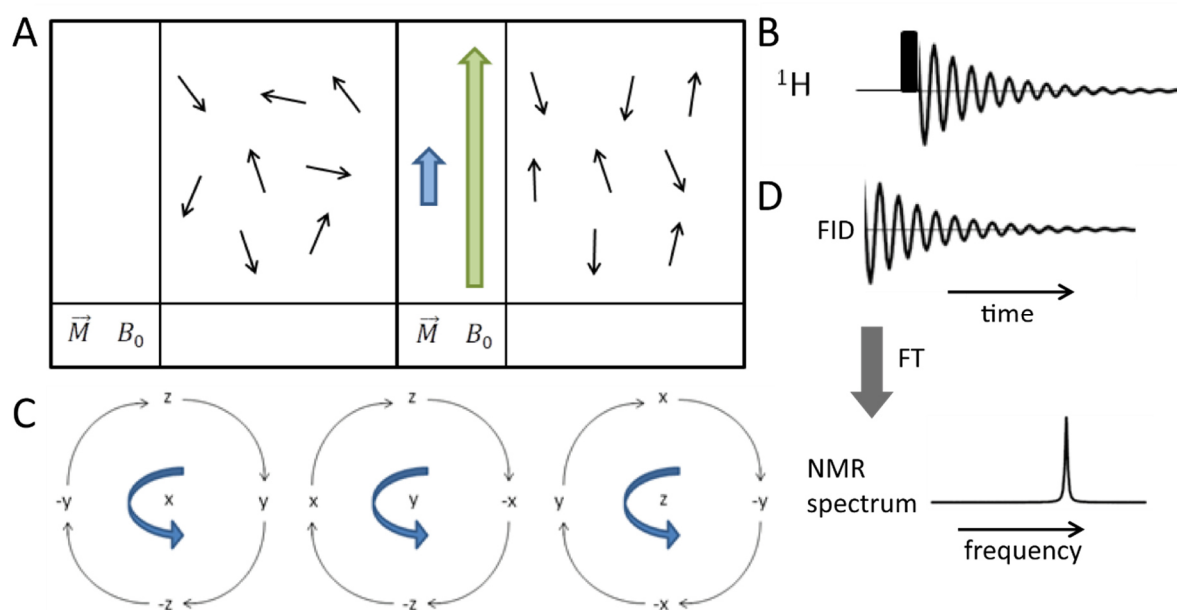 A
M⃗ B₀
M⃗ B₀
B
¹H
C
z
-y x y
-z
z
x y -x
-z
x
y z -y
-x
D
FID
time
FT
NMR
spectrum
frequency